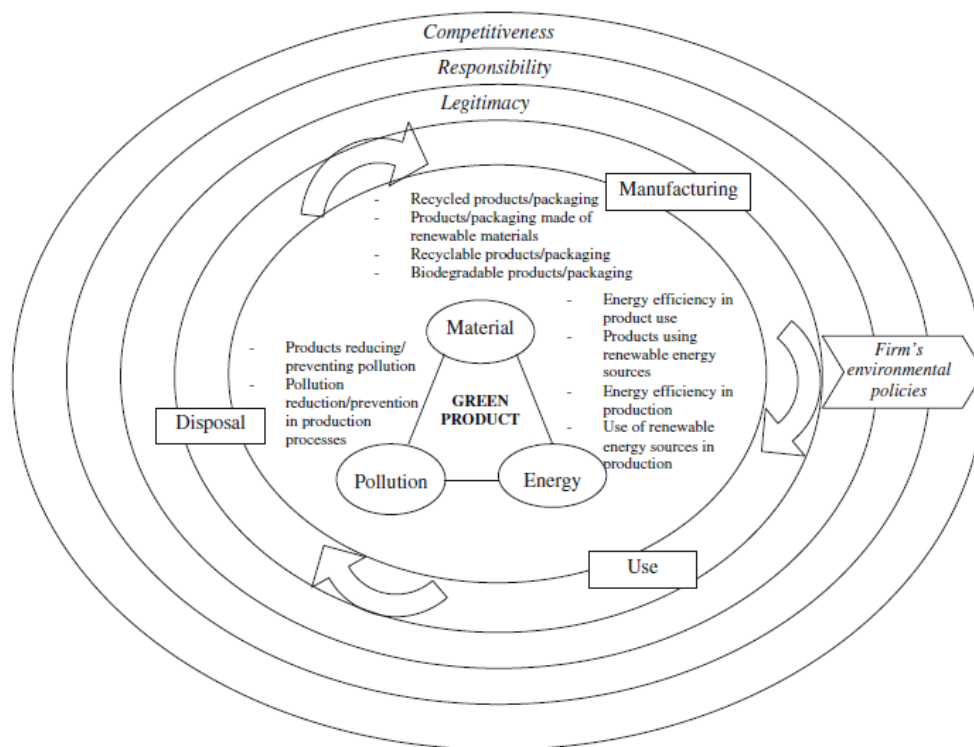 Competitiveness
Responsibility
Legitimacy
Manufacturing
- Recycled products/packaging
- Products/packaging made of
renewable materials
- Recyclable products/packaging
- Biodegradable products/packaging
- Energy efficiency in
product use
- Products using
renewable energy
sources
- Energy efficiency in
production
- Use of renewable
energy sources in
production
Firm's
environmental
policies
- Products reducing/
preventing pollution
- Pollution
reduction/prevention
in production
processes
Material
GREEN
PRODUCT
Disposal
Pollution
Energy
Use